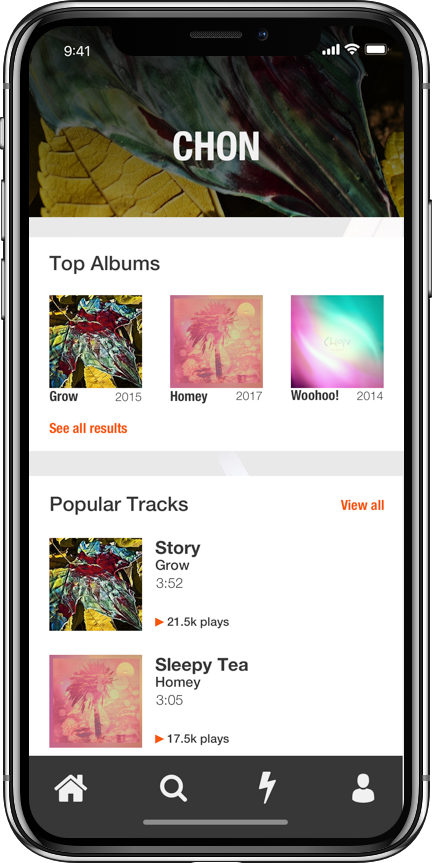 9:41
CHON
Top Albums
Grow 2015
Homey 2017
Woohoo! 2014
See all results
Popular Tracks
View all
Story
Grow
3:52
21.5k plays
Sleepy Tea
Homey
3:05
17.5k plays